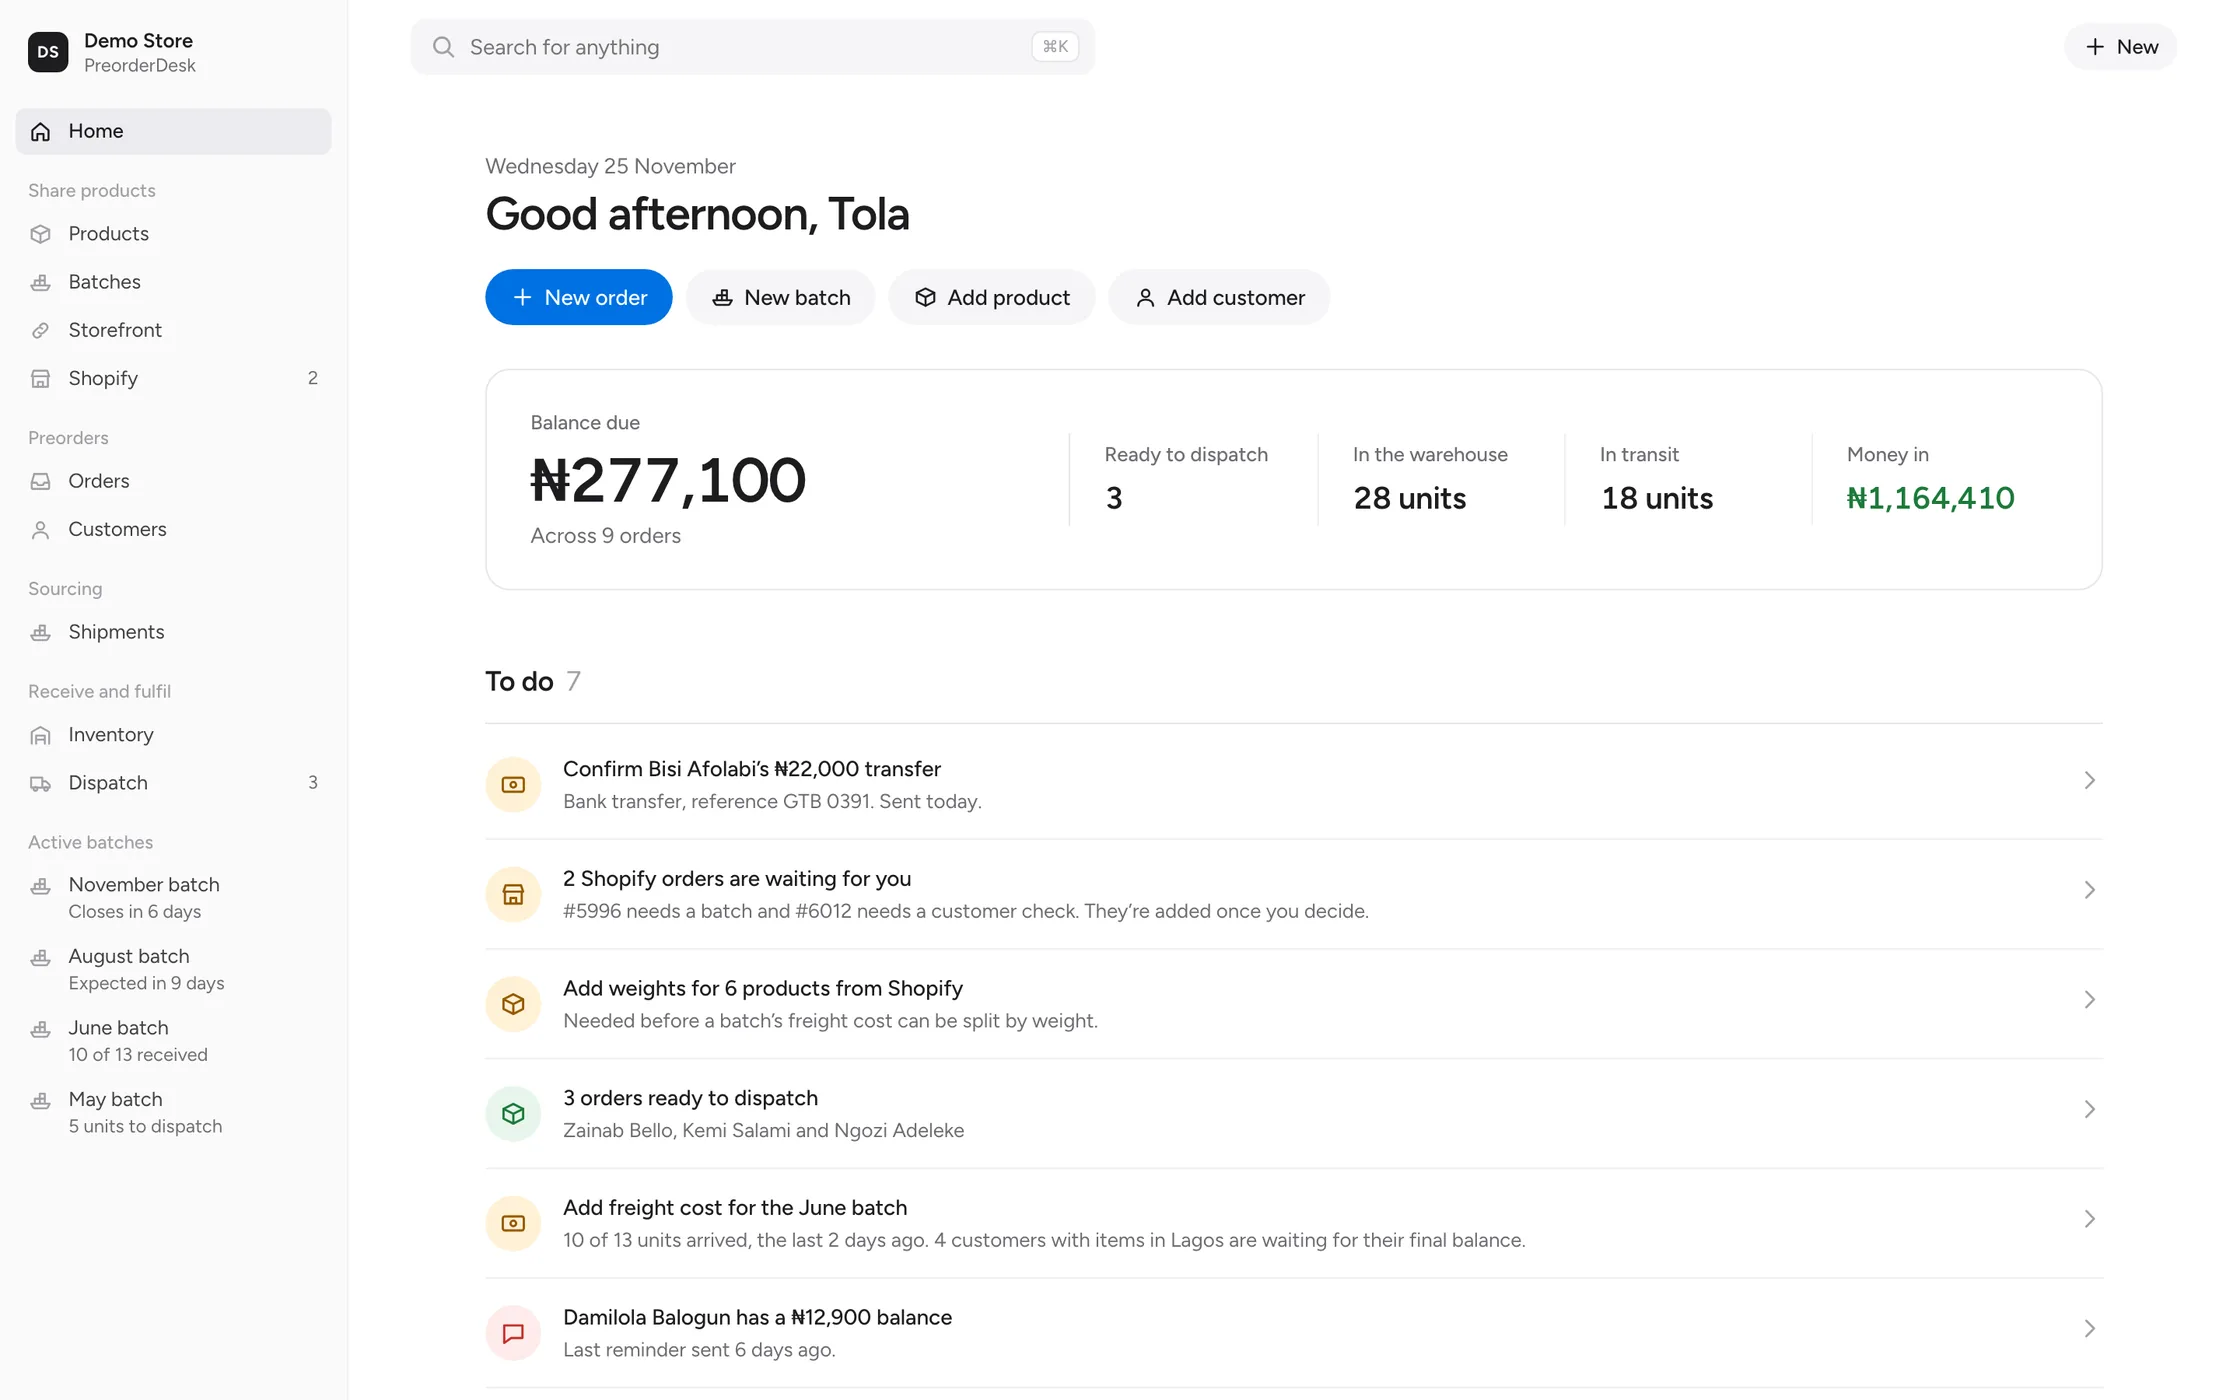 DS
Demo Store
PreorderDesk
Search for anything
⌘K
New
Home
Share products
Products
Batches
Storefront
Shopify 2
Preorders
Orders
Customers
Sourcing
Shipments
Receive and fulfil
Inventory
Dispatch 3
Active batches
November batch
Closes in 6 days
August batch
Expected in 9 days
June batch
10 of 13 received
May batch
5 units to dispatch
Wednesday 25 November
Good afternoon, Tola
New order
New batch
Add product
Add customer
Balance due
₦277,100
Across 9 orders
Ready to dispatch
3
In the warehouse
28 units
In transit
18 units
Money in
₦1,164,410
To do 7
Confirm Bisi Afolabi’s ₦22,000 transfer
Bank transfer, reference GTB 0391. Sent today.
2 Shopify orders are waiting for you
#5996 needs a batch and #6012 needs a customer check. They’re added once you decide.
Add weights for 6 products from Shopify
Needed before a batch’s freight cost can be split by weight.
3 orders ready to dispatch
Zainab Bello, Kemi Salami and Ngozi Adeleke
Add freight cost for the June batch
10 of 13 units arrived, the last 2 days ago. 4 customers with items in Lagos are waiting for their final balance.
Damilola Balogun has a ₦12,900 balance
Last reminder sent 6 days ago.